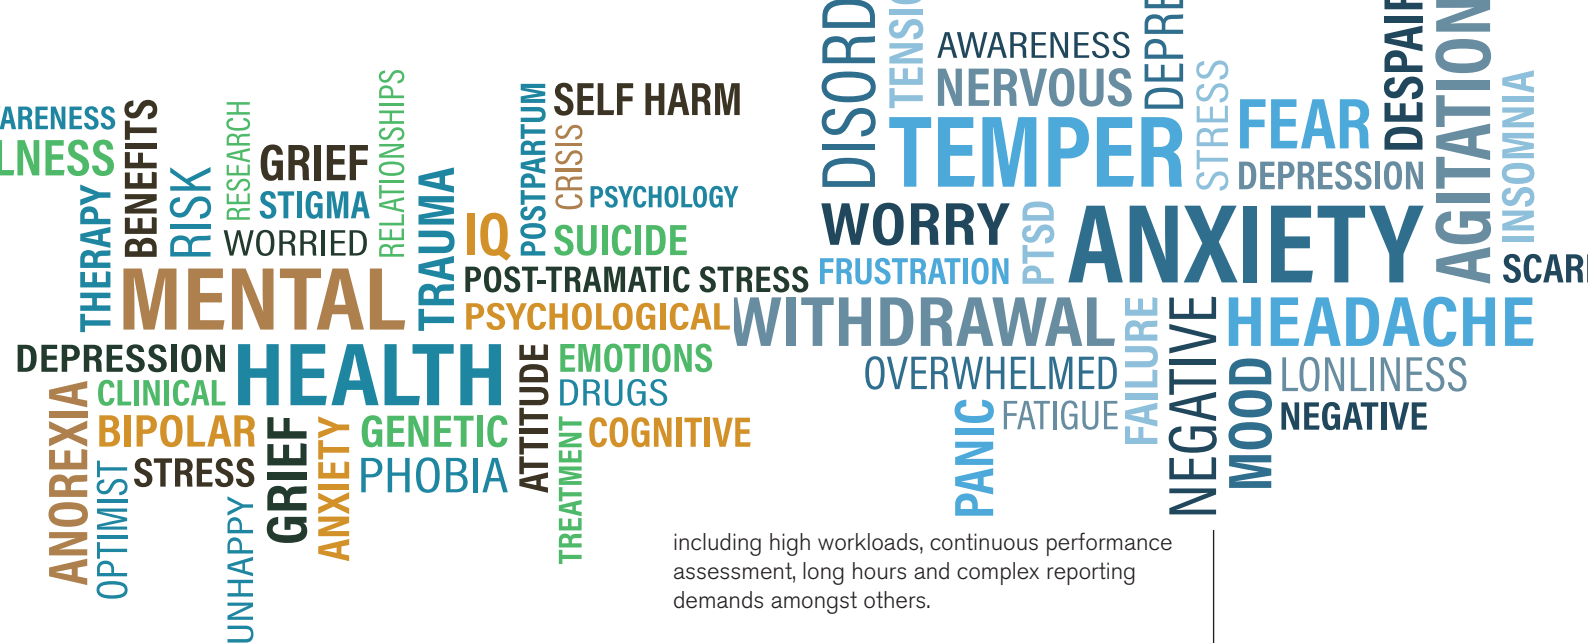 ARENESS
LNESS
THERAPY
BENEFITS
RISK
RESEARCH
GRIEF
STIGMA
WORRIED
RELATIONSHIPS
TRAUMA
IQ
POSTPARTUM
SELF HARM
CRISIS
PSYCHOLOGY
SUICIDE
POST-TRAMATIC STRESS
PSYCHOLOGICAL
MENTAL
DEPRESSION
HEALTH
CLINICAL
ANOREXIA
BIPOLAR
OPTIMIST
STRESS
UNHAPPY
GRIEF
ANXIETY
GENETIC
PHOBIA
ATTITUDE
EMOTIONS
DRUGS
COGNITIVE
TREATMENT
DISORD
TENSIO
AWARENESS
NERVOUS
DEPRE
TEMPER
STRESS
FEAR
DEPRESSION
DESPAIR
AGITATION
INSOMNIA
WORRY
FRUSTRATION
PTSD
ANXIETY
SCAR
WITHDRAWAL
OVERWHELMED
FATIGUE
PANIC
FAILURE
NEGATIVE
HEADACHE
MOOD
LONLINESS
NEGATIVE
including high workloads, continuous performance
assessment, long hours and complex reporting
demands amongst others.